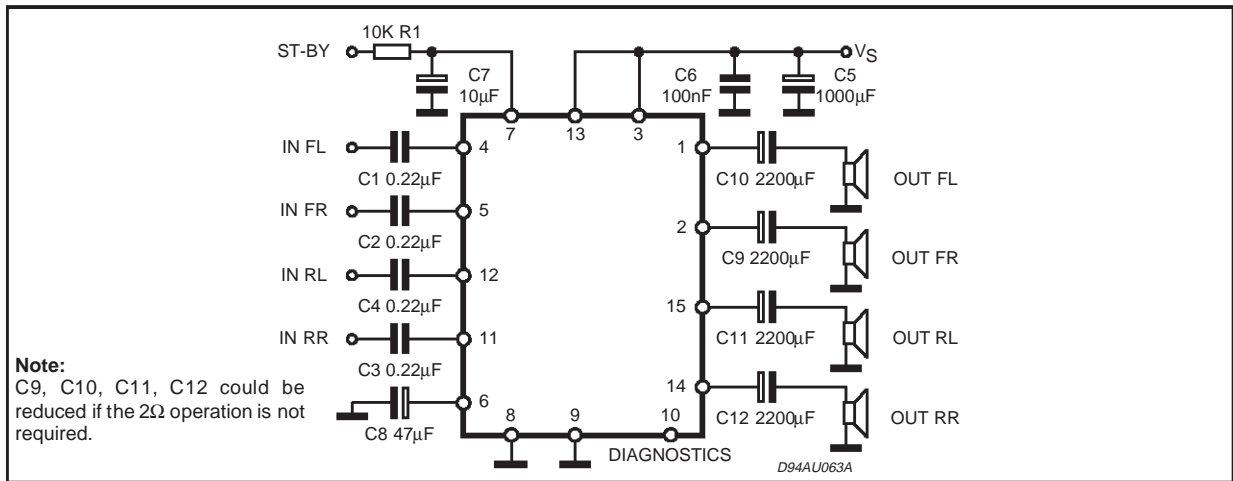 10K R1
ST-BY
C7
10µF
C6
100nF
C5
1000µF
VS
7
13
3
IN FL
C1 0.22µF
4
IN FR
C2 0.22µF
5
IN RL
C4 0.22µF
12
IN RR
C3 0.22µF
11
C8 47µF
6
8
9
10
DIAGNOSTICS
1
C10 2200µF
OUT FL
2
C9 2200µF
OUT FR
15
C11 2200µF
OUT RL
14
C12 2200µF
OUT RR
Note:
C9, C10, C11, C12 could be
reduced if the 2Ω operation is not
required.
D94AU063A